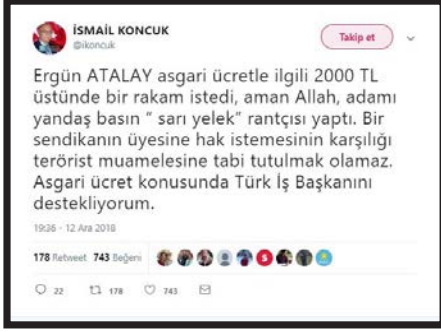 İSMAİL KONCUK
@ikoncuk
Takip et
Ergün ATALAY asgari ücretle ilgili 2000 TL
üstünde bir rakam istedi, aman Allah, adamı
yandaş basın " sarı yelek" rantçısı yaptı. Bir
sendikanın üyesine hak istemesinin karşılığı
terörist muamelesine tabi tutulmak olamaz.
Asgari ücret konusunda Türk İş Başkanını
destekliyorum.
19:36 - 12 Ara 2018
178 Retweet 743 Beğeni
22 178 743